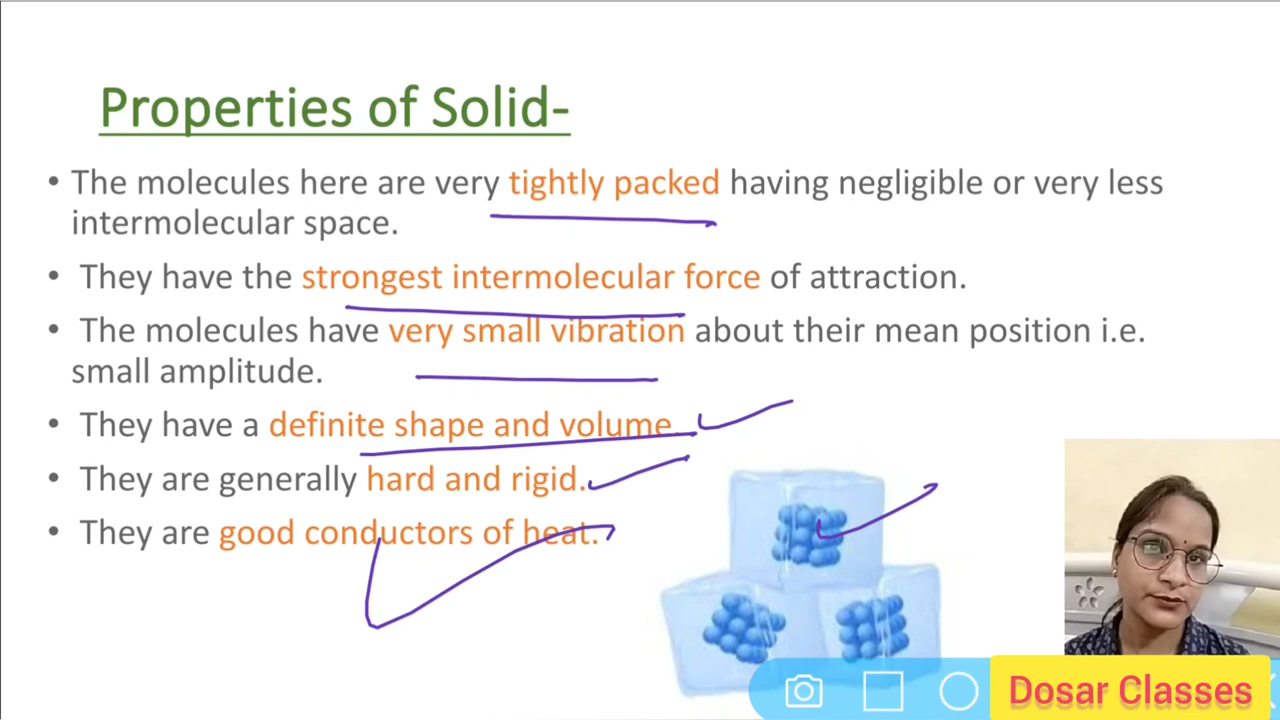 Properties of Solid-
• The molecules here are very tightly packed having negligible or very less
intermolecular space.
• They have the strongest intermolecular force of attraction.
• The molecules have very small vibration about their mean position i.e.
small amplitude.
• They have a definite shape and volume.
• They are generally hard and rigid.
• They are good conductors of heat.
Dosar Classes